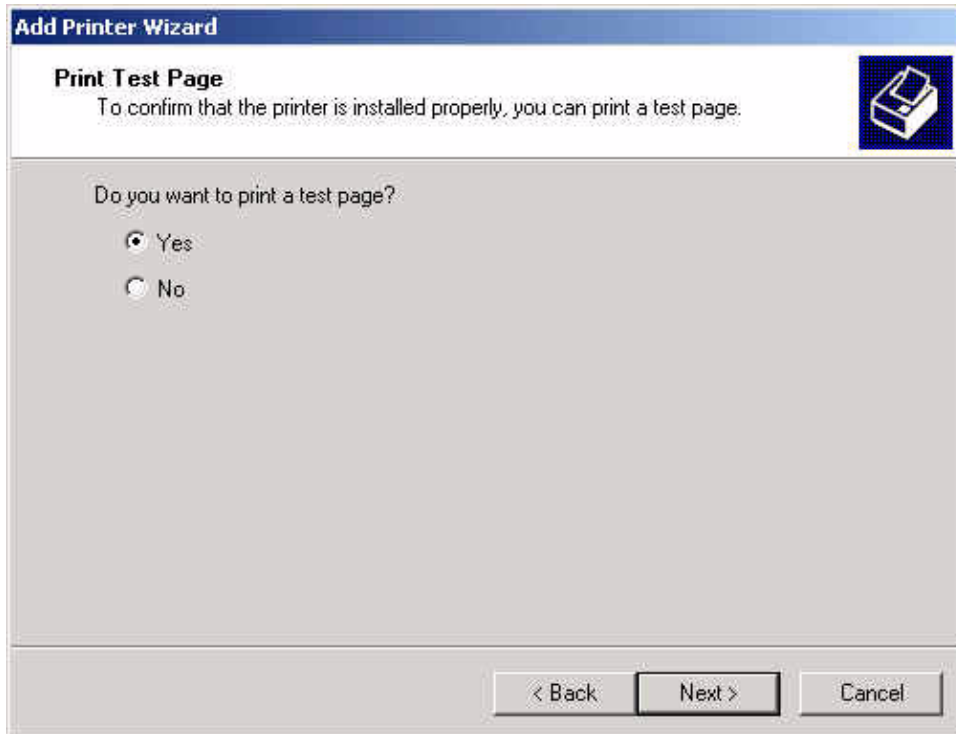 Add Printer Wizard
Print Test Page
To confirm that the printer is installed properly, you can print a test page.
Do you want to print a test page?
Yes
No
< Back Next > Cancel